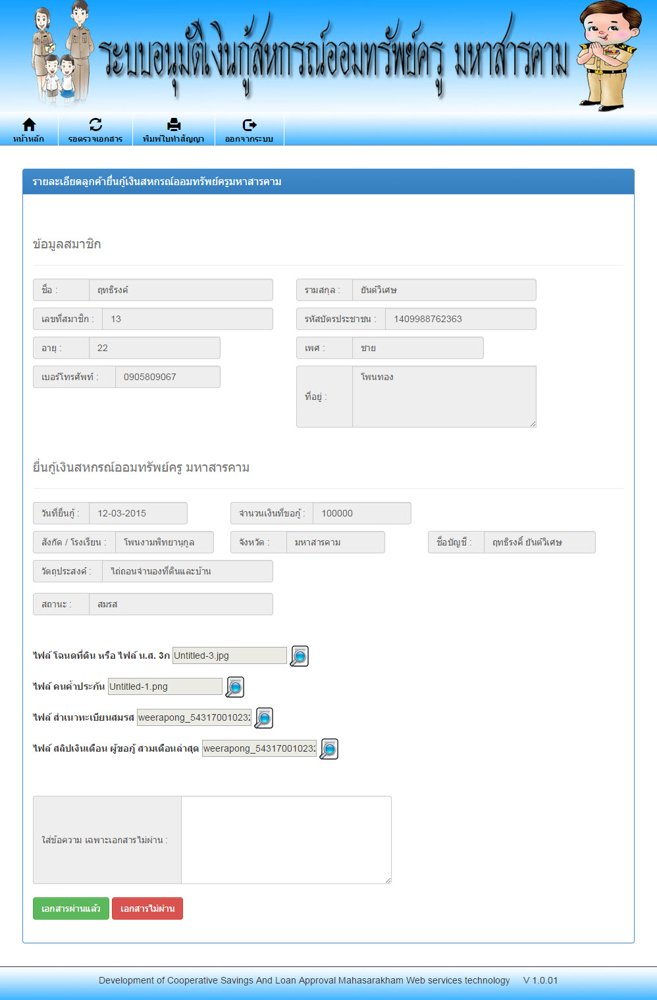 ระบบอนุมัติเงินกู้สหกรณ์ออมทรัพย์ครู มหาสารคาม
หน้าหลัก รอตรวจเอกสาร พิมพ์ใบทำสัญญา ออกจากระบบ
รายละเอียดลูกค้ายื่นกู้เงินสหกรณ์ออมทรัพย์ครูมหาสารคาม
ข้อมูลสมาชิก
ชื่อ : ฤทธิรงค์ รามสกุล : ยันต์วิเศษ
เลขที่สมาชิก : 13 รหัสบัตรประชาชน : 1409988762363
อายุ : 22 เพศ : ชาย
เบอร์โทรศัพท์ : 0905809067 ที่อยู่ : โพนทอง
ยื่นกู้เงินสหกรณ์ออมทรัพย์ครู มหาสารคาม
วันที่ยื่นกู้ : 12-03-2015 จำนวนเงินที่ขอกู้ : 100000
สังกัด / โรงเรียน : โพนงามพิทยานุกูล จังหวัด : มหาสารคาม ชื่อบัญชี : ฤทธิรงคิ์ ยันต์วิเศษ
วัตถุประสงค์ : ไถ่ถอนจำนองที่ดินและบ้าน
สถานะ : สมรส
ไฟล์ โฉนดที่ดิน หรือ ไฟล์ น.ส. 3ก Untitled-3.jpg
ไฟล์ คนค้ำประกัน Untitled-1.png
ไฟล์ สำเนาทะเบียนสมรส weerapong_543170010232
ไฟล์ สลิปเงินเดือน ผู้ขอกู้ สามเดือนล่าสุด weerapong_543170010232
ใส่ข้อความ เฉพาะเอกสารไม่ผ่าน :
เอกสารผ่านแล้ว เอกสารไม่ผ่าน
Development of Cooperative Savings And Loan Approval Mahasarakham Web services technology V 1.0.01